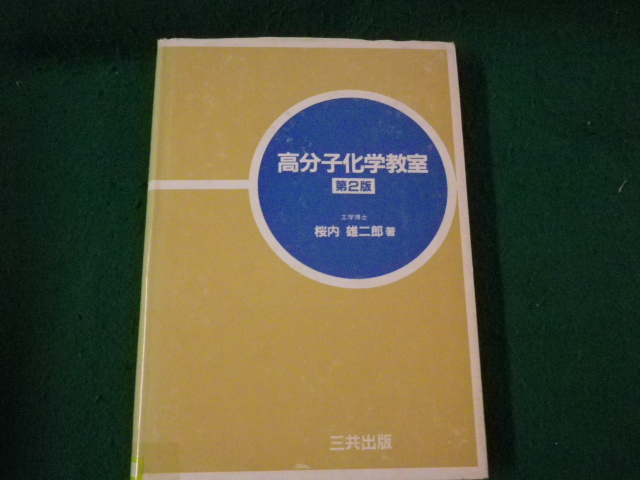 高分子化学教室
第2版
工学博士
桜内 雄二郎 著
三共出版